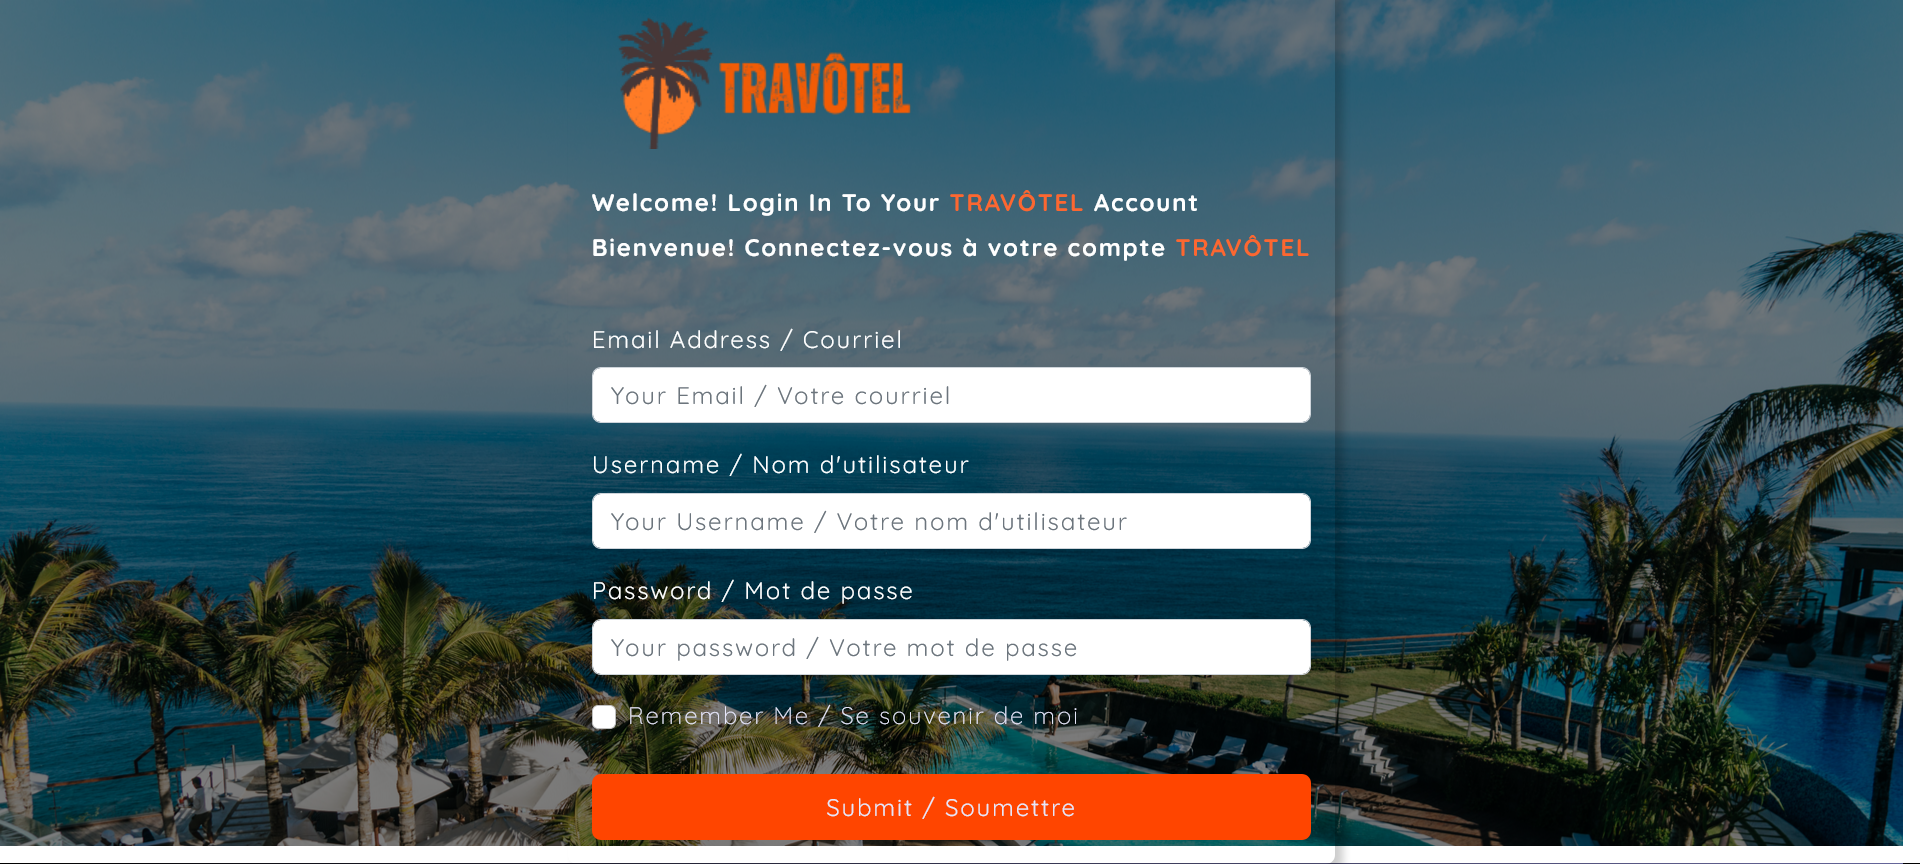 TRAVÔTEL
Welcome! Login In To Your TRAVÔTEL Account
Bienvenue! Connectez-vous à votre compte TRAVÔTEL
Email Address / Courriel
Your Email / Votre courriel
Username / Nom d'utilisateur
Your Username / Votre nom d'utilisateur
Password / Mot de passe
Your password / Votre mot de passe
Remember Me / Se souvenir de moi
Submit / Soumettre